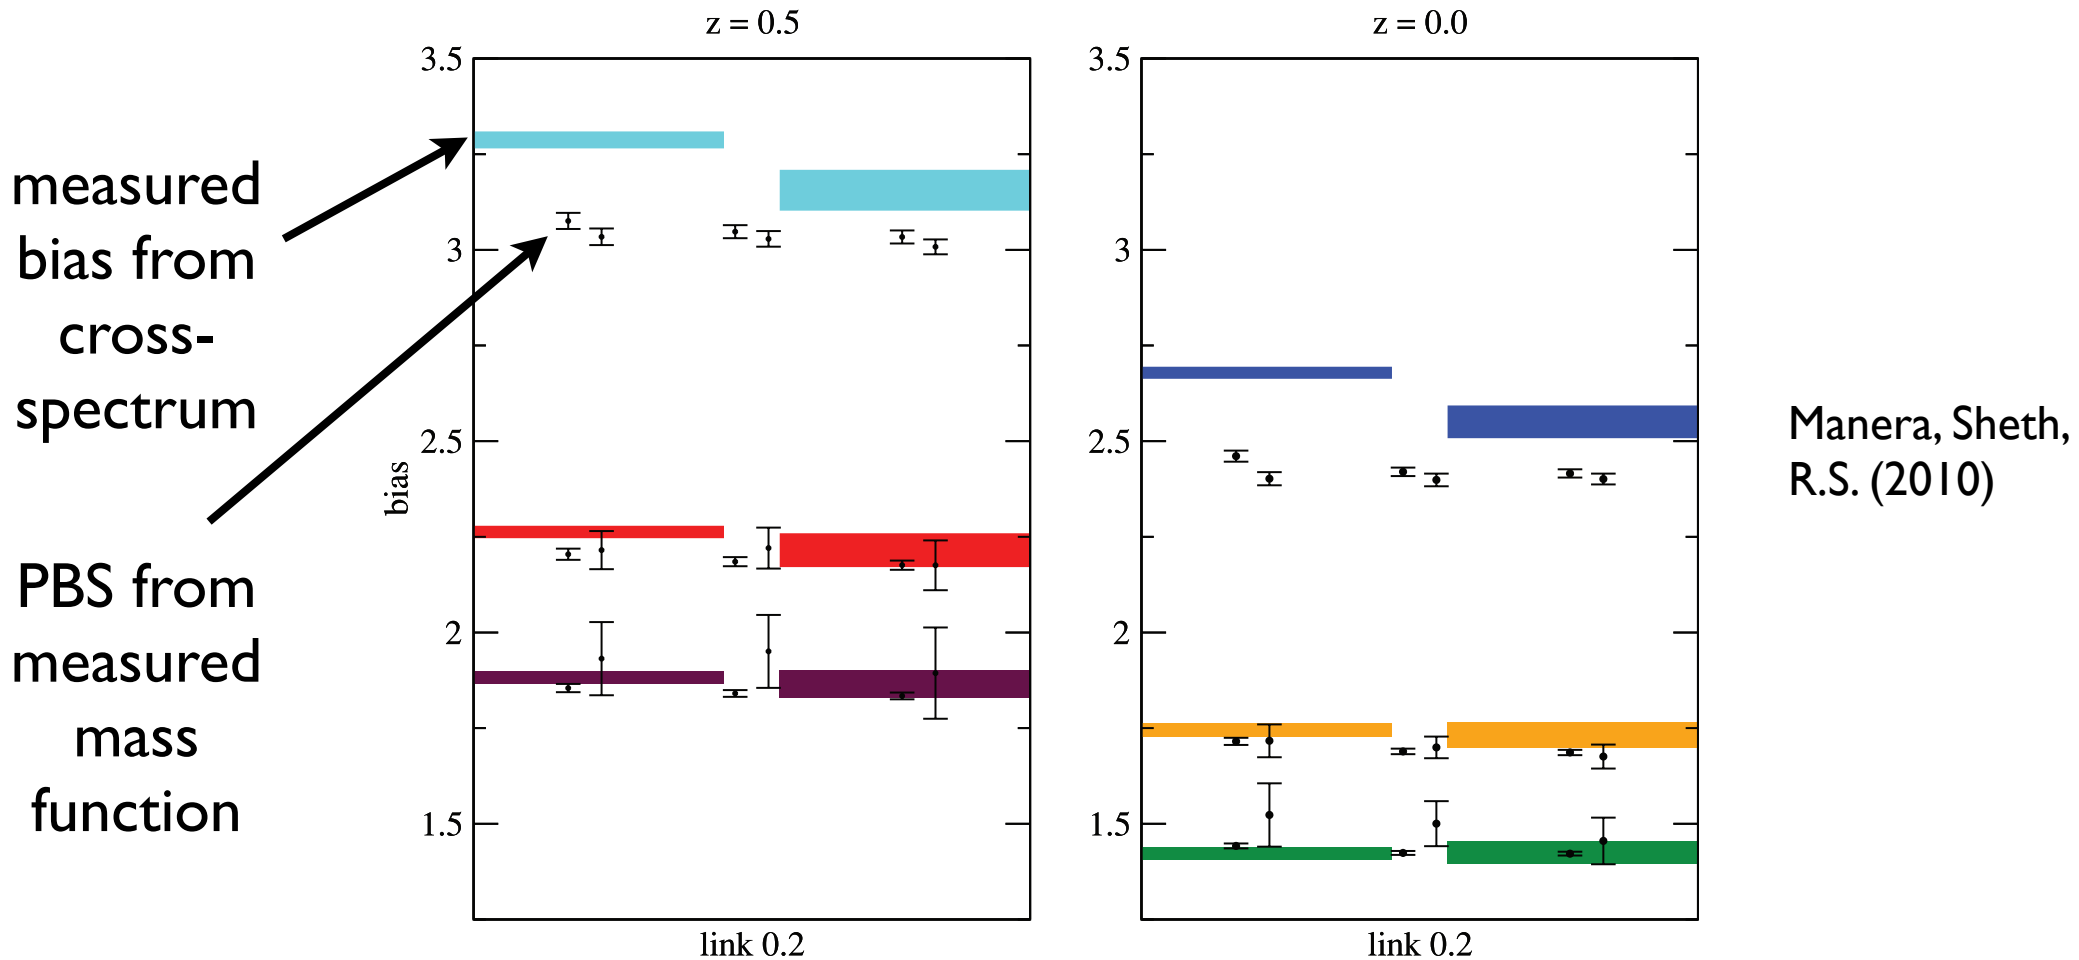 z = 0.5
z = 0.0
measured
bias from
cross-
spectrum
PBS from
measured
mass
function
bias
3.5
3
2.5
2
1.5
link 0.2
3.5
3
2.5
2
1.5
link 0.2
Manera, Sheth,
R.S. (2010)